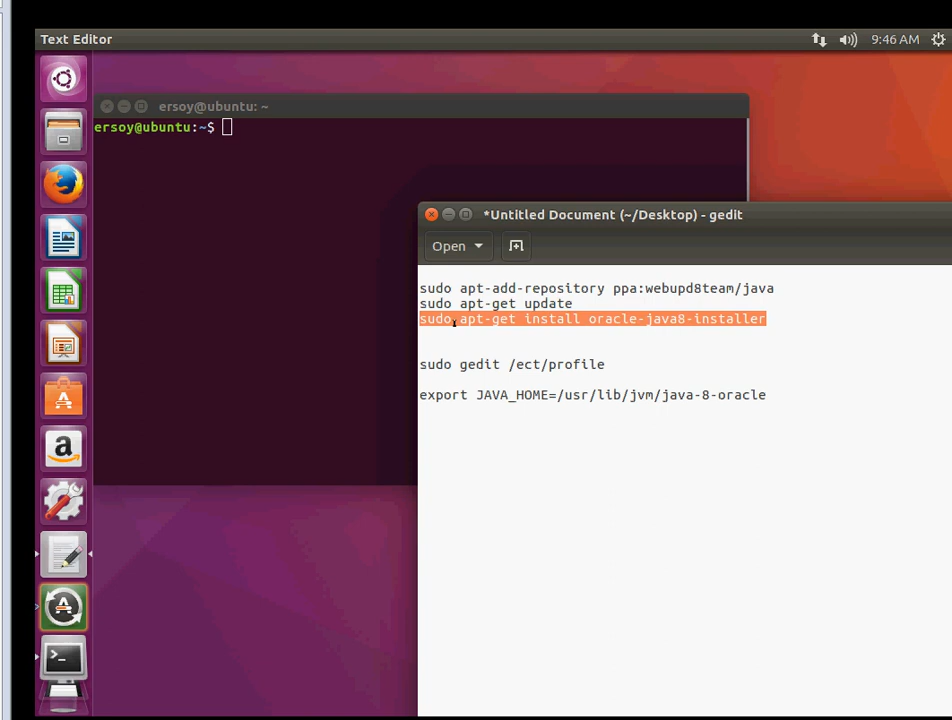 Text Editor
9:46 AM
ersoy@ubuntu: ~
ersoy@ubuntu:~$
*Untitled Document (~/Desktop) - gedit
Open
sudo apt-add-repository ppa:webupd8team/java
sudo apt-get update
sudo apt-get install oracle-java8-installer
sudo gedit /ect/profile
export JAVA_HOME=/usr/lib/jvm/java-8-oracle